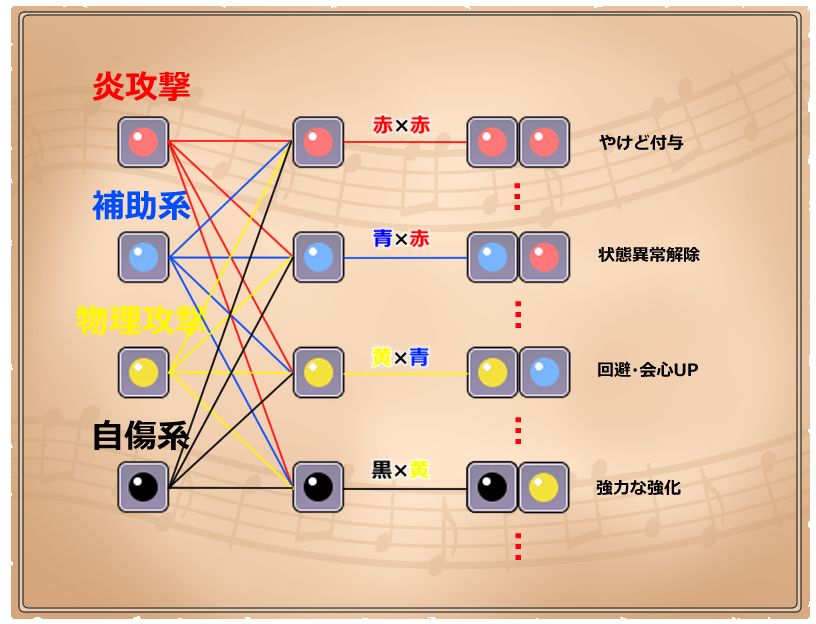 炎攻撃
赤×赤
やけど付与
補助系
青×赤
状態異常解除
物理攻撃
黄×青
回避・会心UP
自傷系
黒×黄
強力な強化